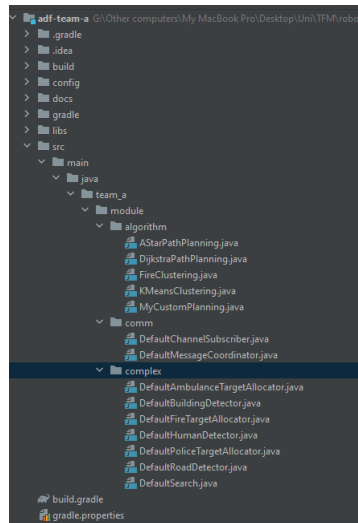 adf-team-a G:\Other computers\My MacBook Pro\Desktop\Uni\TFM\robo
.gradle
.idea
build
config
docs
gradle
libs
src
main
java
team_a
module
algorithm
AStarPathPlanning.java
DijkstraPathPlanning.java
FireClustering.java
KMeansClustering.java
MyCustomPlanning.java
comm
DefaultChannelSubscriber.java
DefaultMessageCoordinator.java
complex
DefaultAmbulanceTargetAllocator.java
DefaultBuildingDetector.java
DefaultFireTargetAllocator.java
DefaultHumanDetector.java
DefaultPoliceTargetAllocator.java
DefaultRoadDetector.java
DefaultSearch.java
build.gradle
gradle.properties